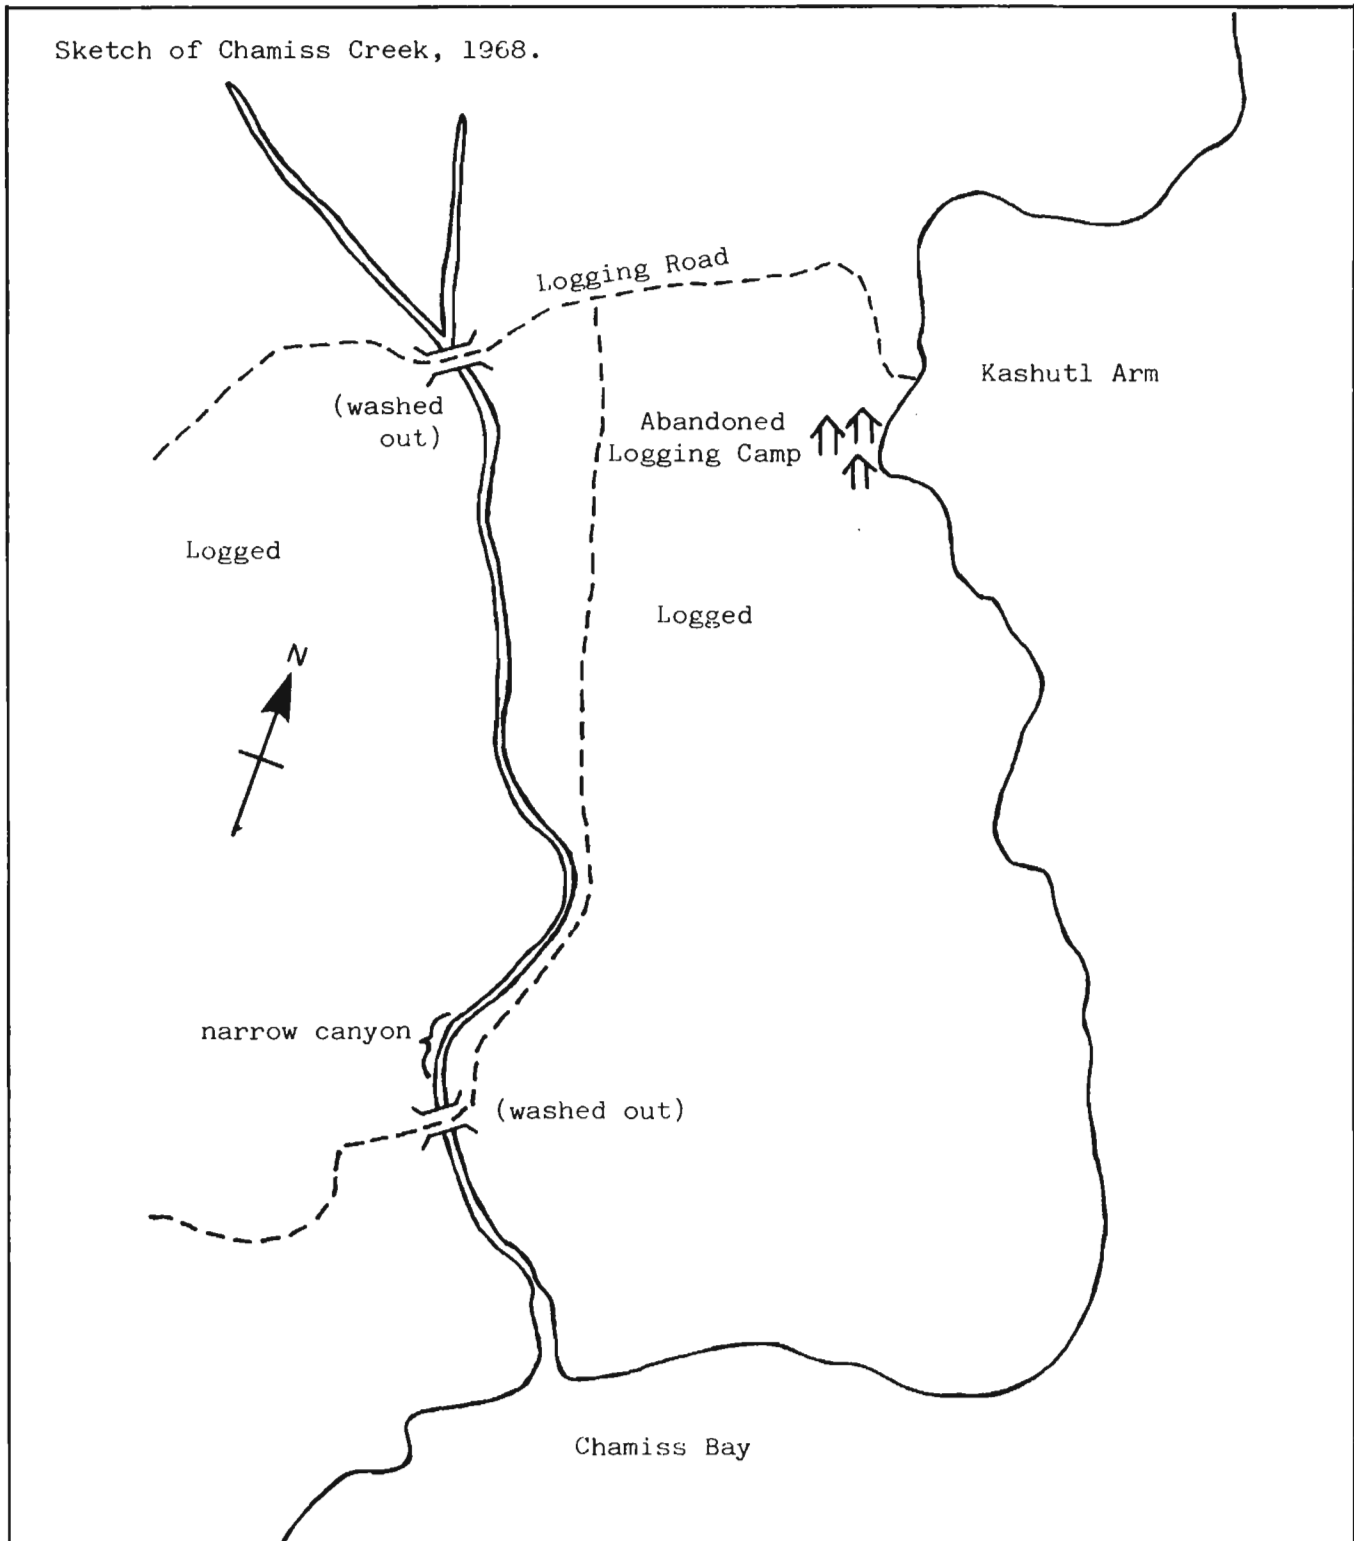 Sketch of Chamiss Creek, 1968.
Logging Road
Kashutl Arm
(washed
out)
Abandoned
Logging Camp
Logged
Logged
N
narrow canyon
(washed out)
Chamiss Bay